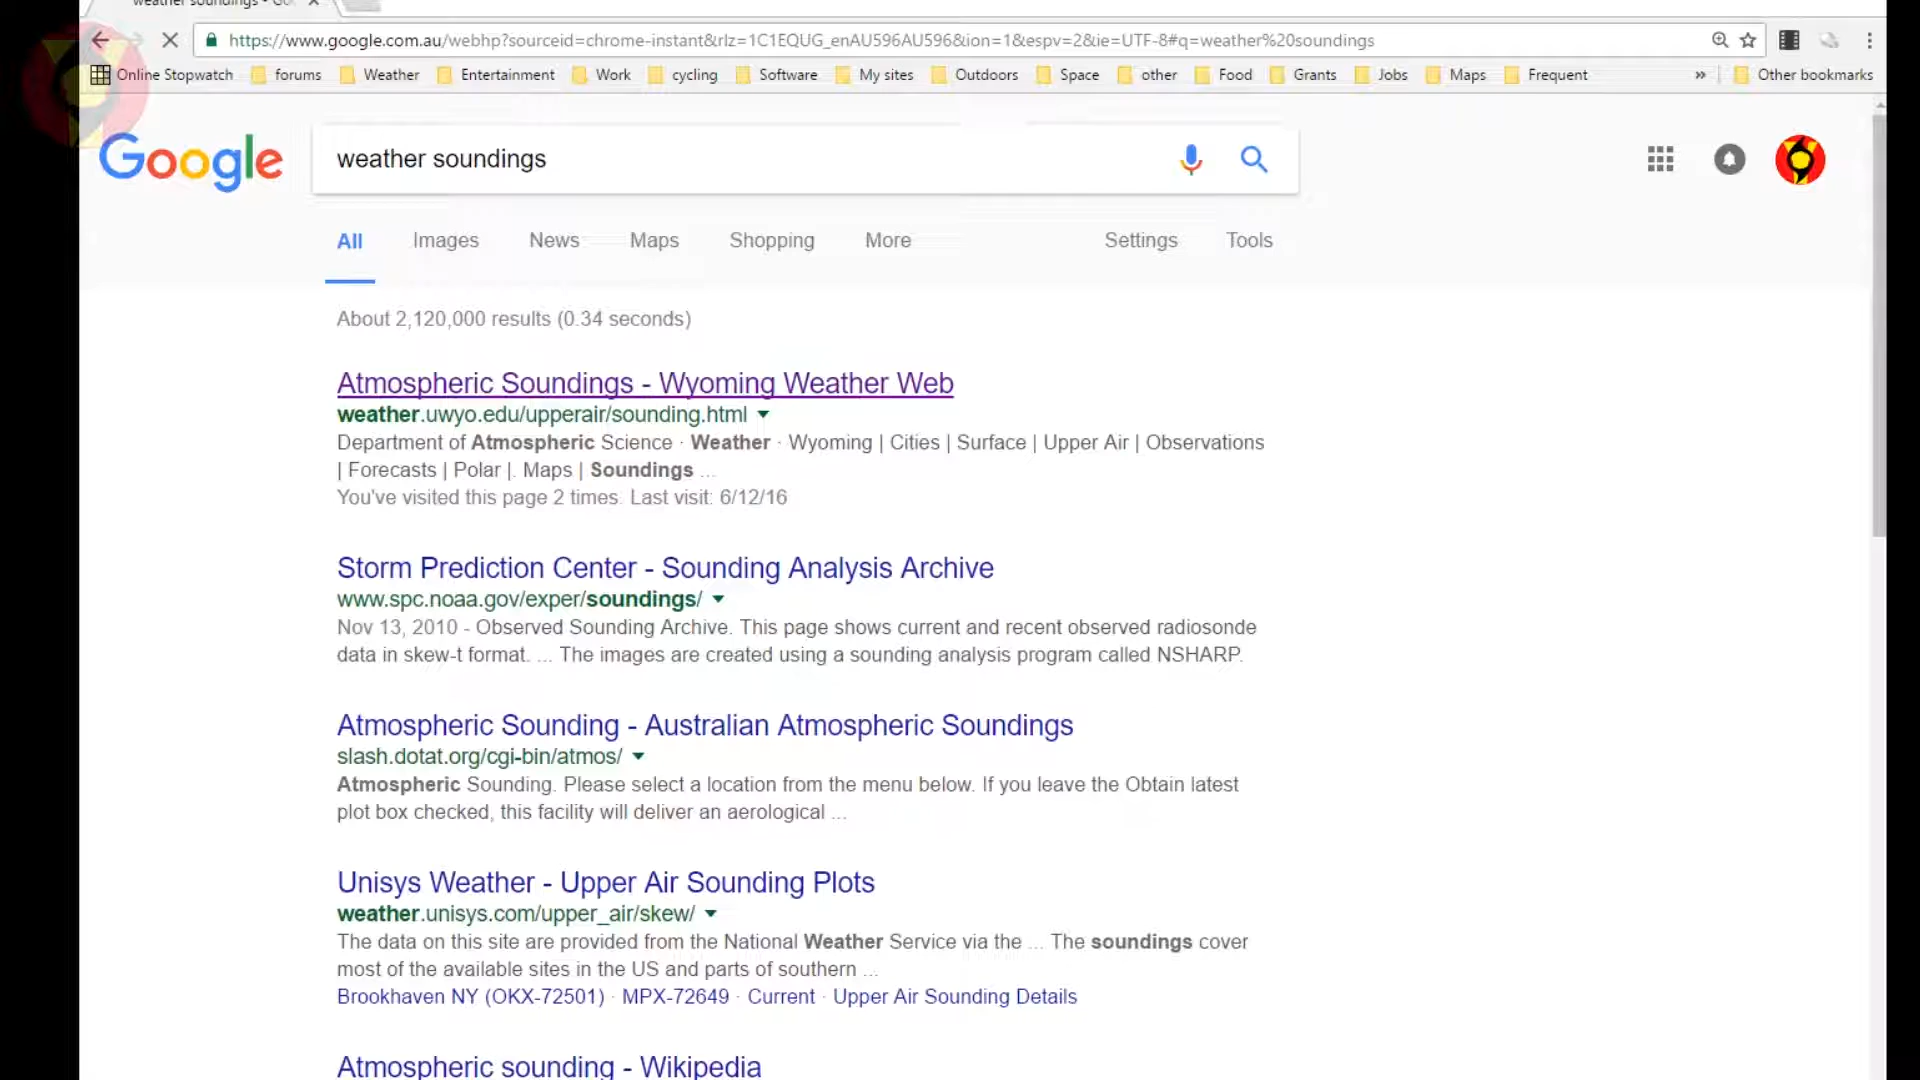 weather soundings - Go
https://www.google.com.au/webhp?sourceid=chrome-instant&rlz=1C1EQUG_enAU596AU596&ion=1&espv=2&ie=UTF-8#q=weather%20soundings
Online Stopwatch forums Weather Entertainment Work cycling Software My sites Outdoors Space other Food Grants Jobs Maps Frequent » Other bookmarks
Google weather soundings
All Images News Maps Shopping More Settings Tools
About 2,120,000 results (0.34 seconds)
Atmospheric Soundings - Wyoming Weather Web
weather.uwyo.edu/upperair/sounding.html
Department of Atmospheric Science · Weather · Wyoming | Cities | Surface | Upper Air | Observations
| Forecasts | Polar |. Maps | Soundings ...
You've visited this page 2 times. Last visit: 6/12/16
Storm Prediction Center - Sounding Analysis Archive
www.spc.noaa.gov/exper/soundings/
Nov 13, 2010 - Observed Sounding Archive. This page shows current and recent observed radiosonde
data in skew-t format. ... The images are created using a sounding analysis program called NSHARP.
Atmospheric Sounding - Australian Atmospheric Soundings
slash.dotat.org/cgi-bin/atmos/
Atmospheric Sounding. Please select a location from the menu below. If you leave the Obtain latest
plot box checked, this facility will deliver an aerological ...
Unisys Weather - Upper Air Sounding Plots
weather.unisys.com/upper_air/skew/
The data on this site are provided from the National Weather Service via the ... The soundings cover
most of the available sites in the US and parts of southern ...
Brookhaven NY (OKX-72501) · MPX-72649 · Current · Upper Air Sounding Details
Atmospheric sounding - Wikipedia